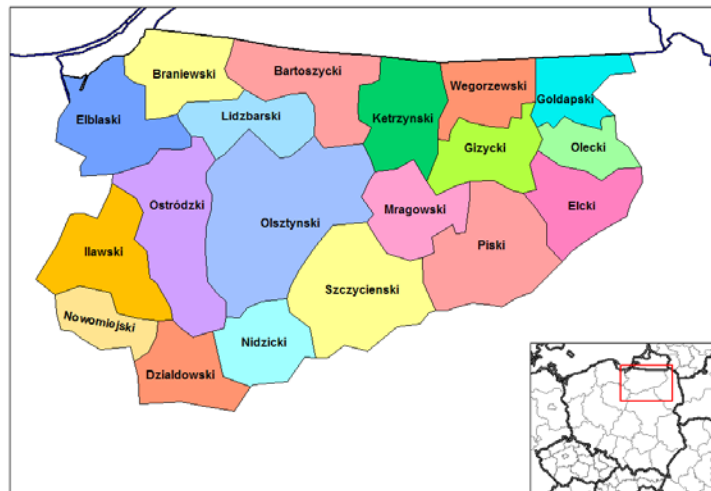 Braniewski
Bartoszycki
Wegorzewski
Goldapski
Elblaski
Lidzbarski
Ketrzynski
Gizycki
Olecki
Ostródzki
Olsztynski
Mragowski
Elcki
Ilawski
Piski
Szczycienski
Nowomiejski
Nidzicki
Dzialdowski